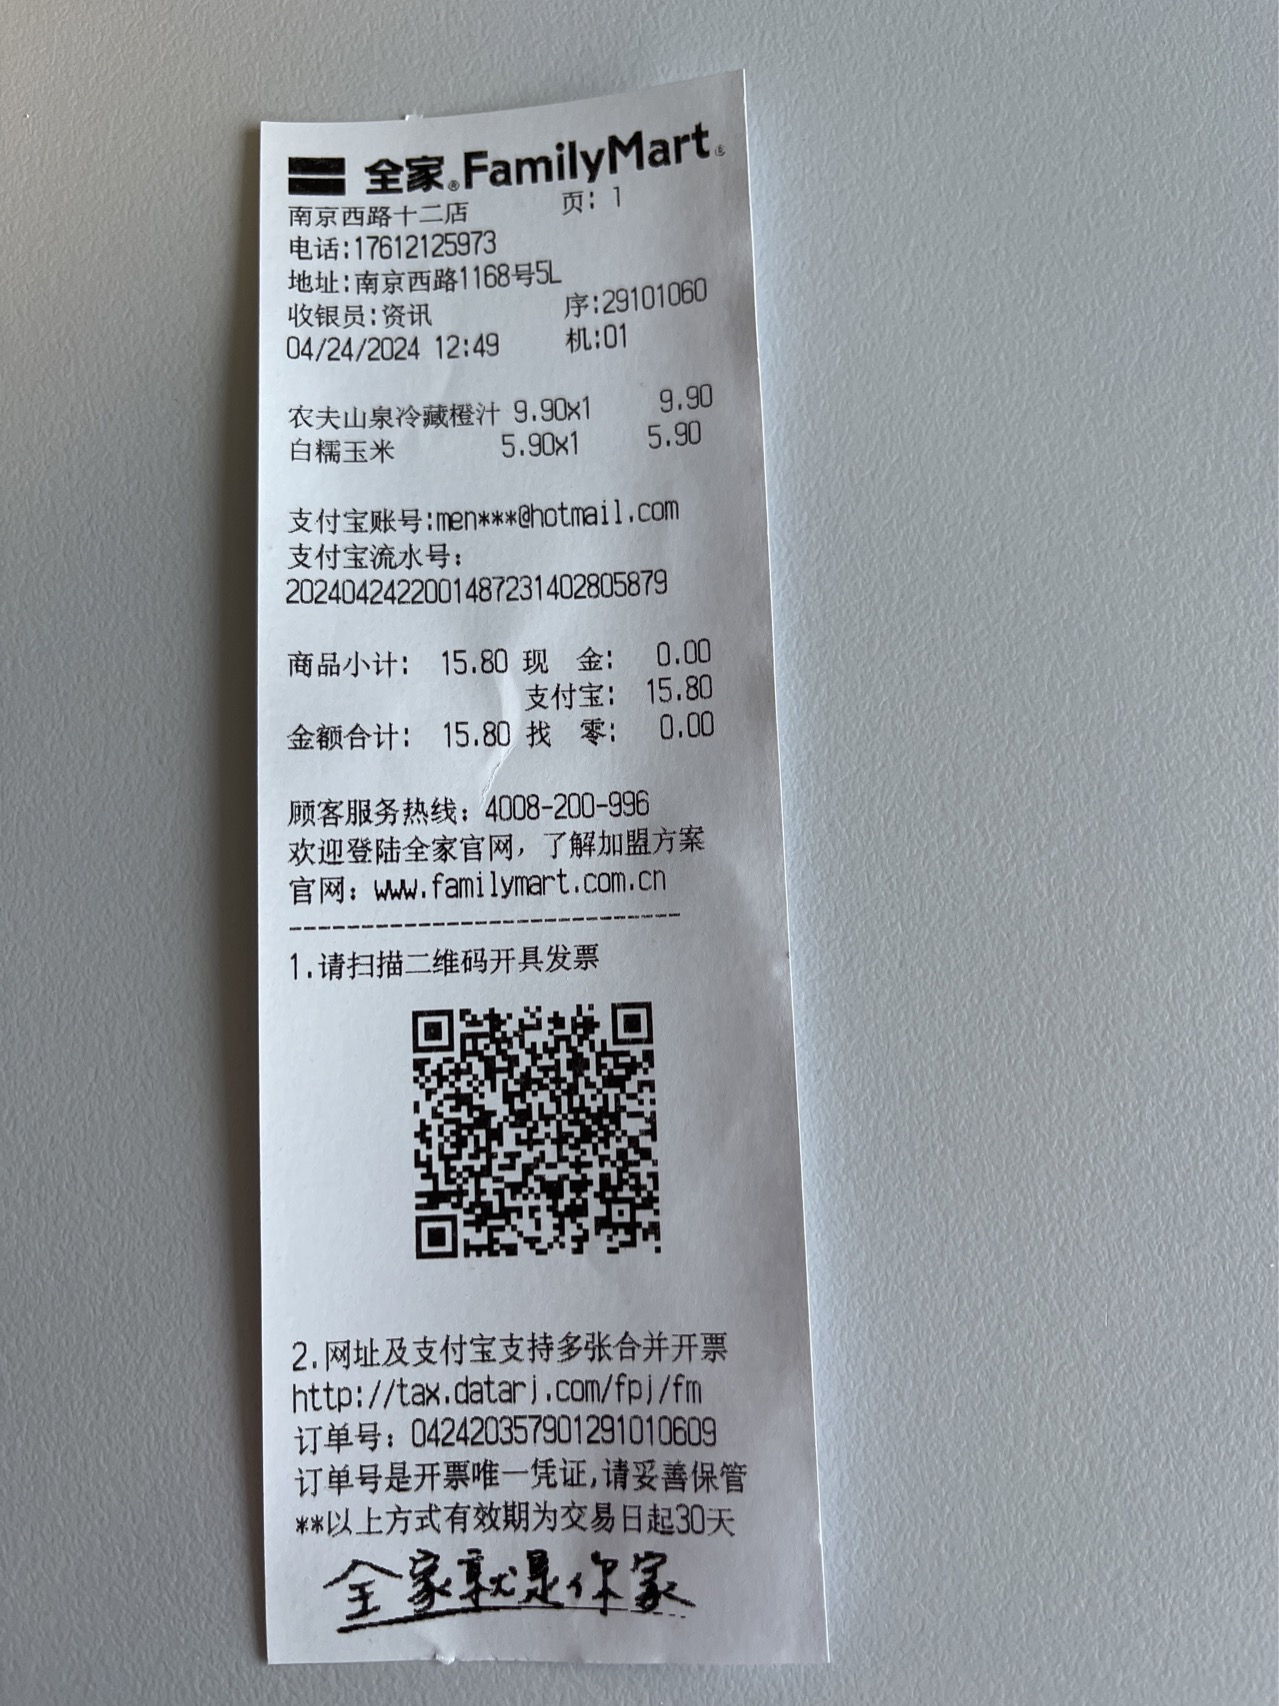 全家®FamilyMart®
南京西路十二店 页: 1
电话:17612125973
地址:南京西路1168号5L
收银员:资讯 序:29101060
04/24/2024 12:49 机:01
农夫山泉冷藏橙汁 9.90x1 9.90
白糯玉米 5.90x1 5.90
支付宝账号:men***@hotmail.com
支付宝流水号:
2024042422001487231402805879
商品小计: 15.80 现 金: 0.00
支付宝: 15.80
金额合计: 15.80 找 零: 0.00
顾客服务热线: 4008-200-996
欢迎登陆全家官网,了解加盟方案
官网: www.familymart.com.cn
1.请扫描二维码开具发票
2.网址及支付宝支持多张合并开票
http://tax.datarj.com/fpj/fm
订单号: 042420357901291010609
订单号是开票唯一凭证,请妥善保管
**以上方式有效期为交易日起30天
全家就是你家